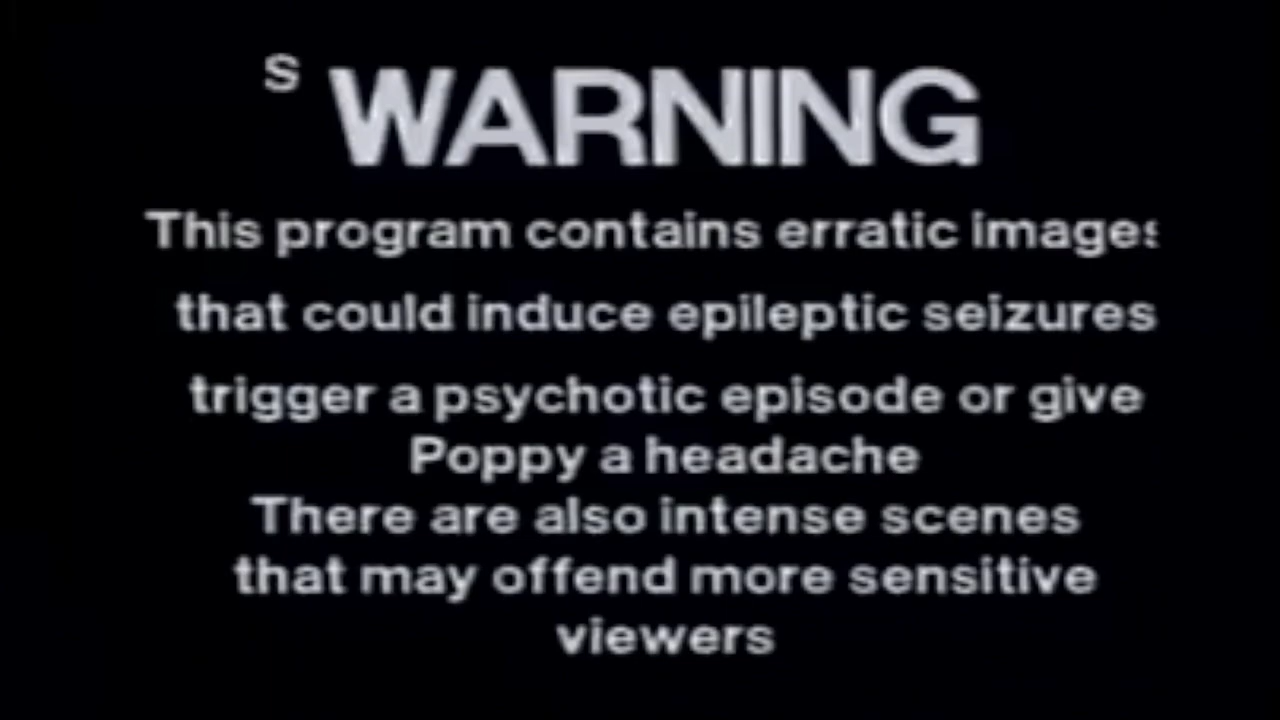 S WARNING
This program contains erratic images
that could induce epileptic seizures
trigger a psychotic episode or give
Poppy a headache
There are also intense scenes
that may offend more sensitive
viewers